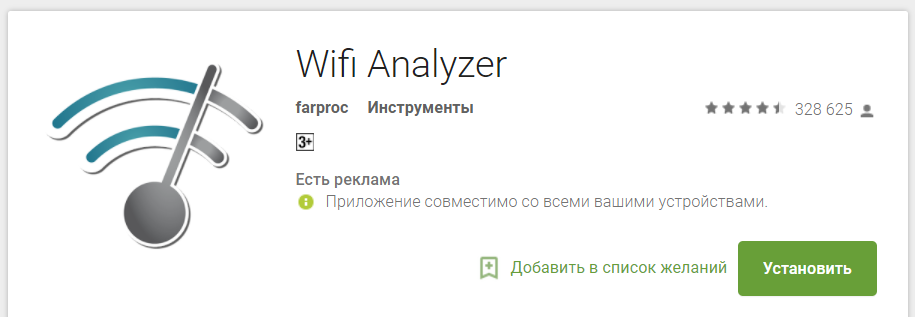 Wifi Analyzer
farproc Инструменты 328 625
3+
Есть реклама
Приложение совместимо со всеми вашими устройствами.
Добавить в список желаний Установить